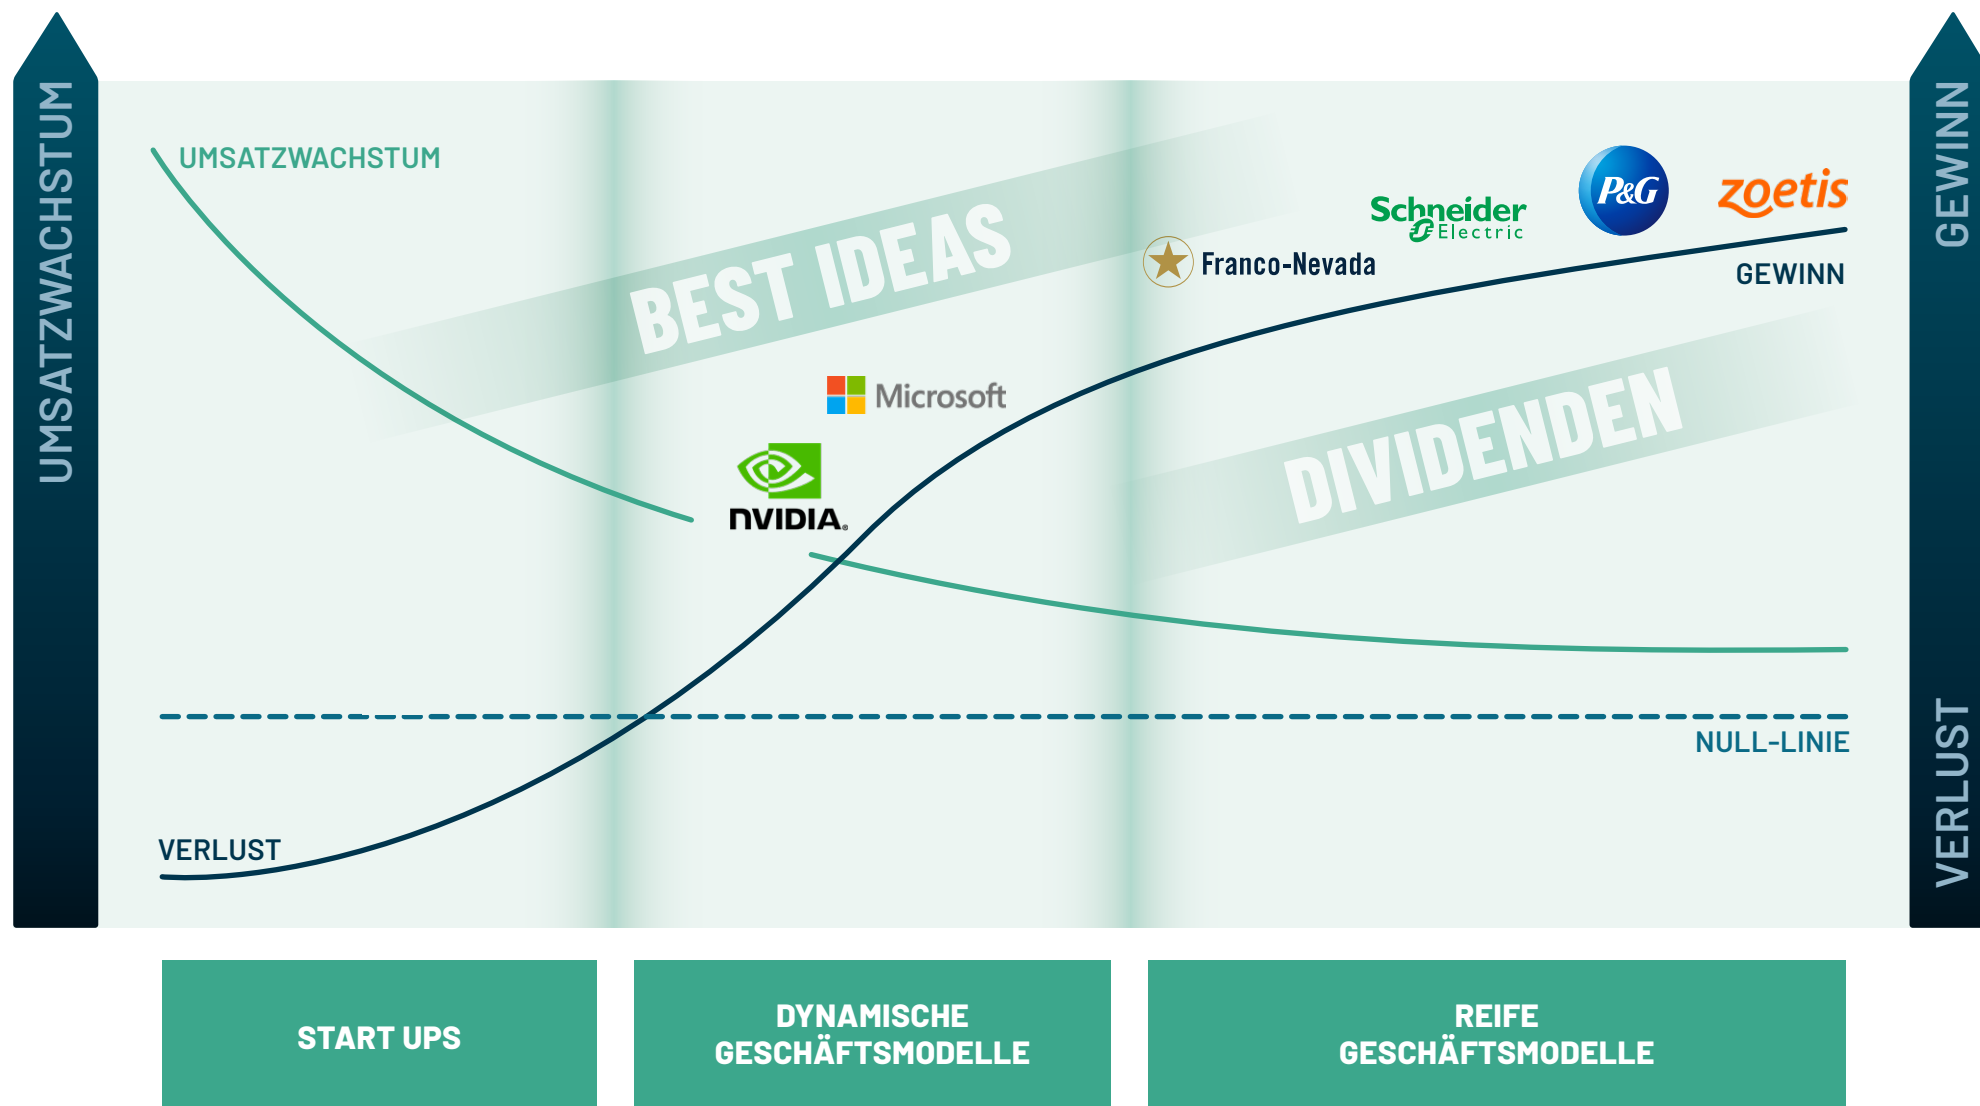 UMSATZWACHSTUM
UMSATZWACHSTUM
BEST IDEAS
Microsoft
NVIDIA®
Franco-Nevada
Schneider
Electric
P&G
zoetis
GEWINN
GEWINN
DIVIDENDEN
NULL-LINIE
VERLUST
VERLUST
START UPS
DYNAMISCHE
GESCHÄFTSMODELLE
REIFE
GESCHÄFTSMODELLE